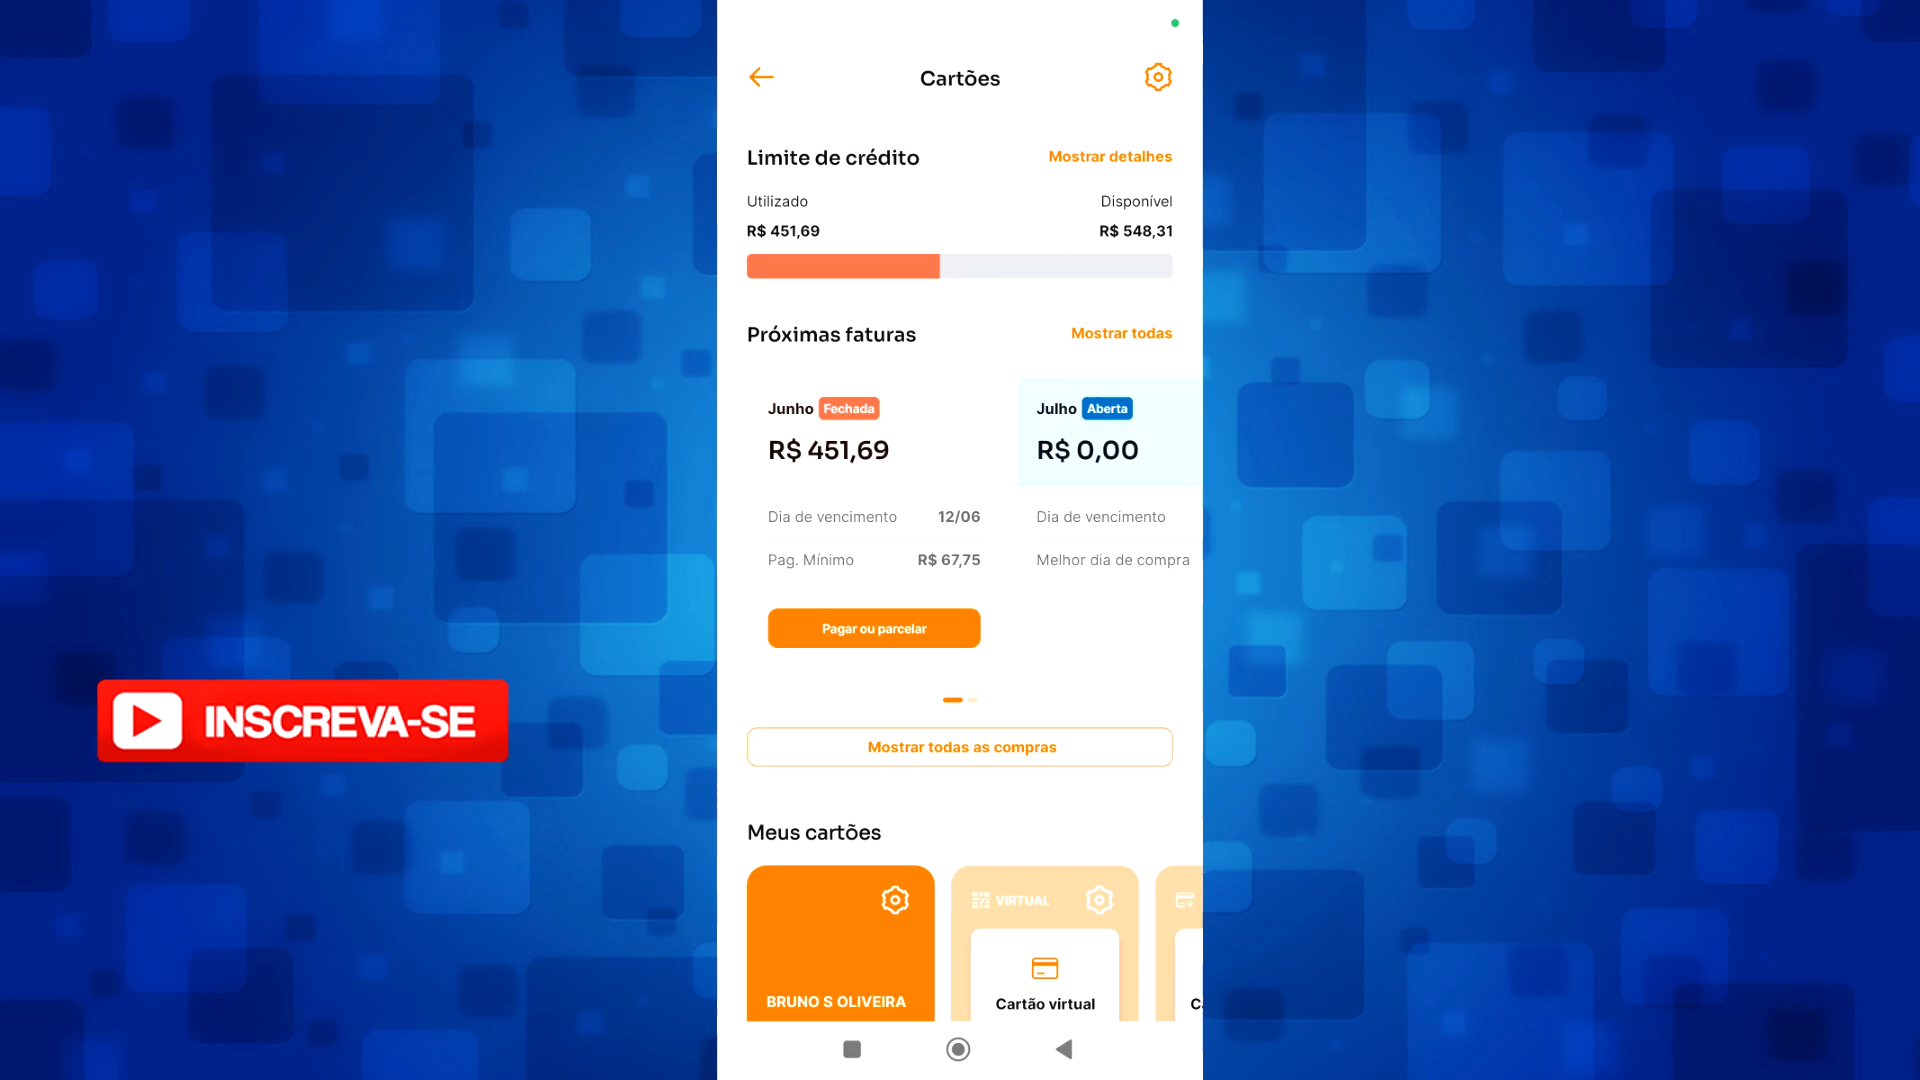 Cartões
Limite de crédito
Mostrar detalhes
Utilizado
Disponível
R$ 451,69
R$ 548,31
Próximas faturas
Mostrar todas
Junho Fechada
R$ 451,69
Dia de vencimento 12/06
Pag. Mínimo R$ 67,75
Pagar ou parcelar
Julho Aberta
R$ 0,00
Dia de vencimento
Melhor dia de compra
INSCREVA-SE
Mostrar todas as compras
Meus cartões
BRUNO S OLIVEIRA
VIRTUAL
Cartão virtual